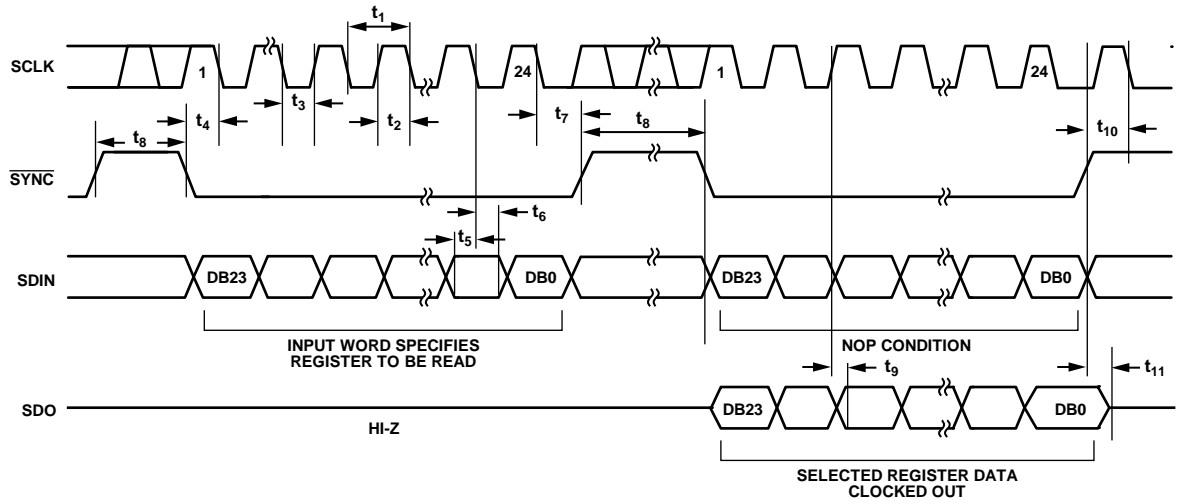 t1
SCLK
1
24
1
24
t3
t4
t2
t7
t8
t8
t10
SYNC
t6
t5
SDIN
DB23
DB0
DB23
DB0
INPUT WORD SPECIFIES
REGISTER TO BE READ
NOP CONDITION
t9
t11
SDO
DB23
DB0
HI-Z
SELECTED REGISTER DATA
CLOCKED OUT